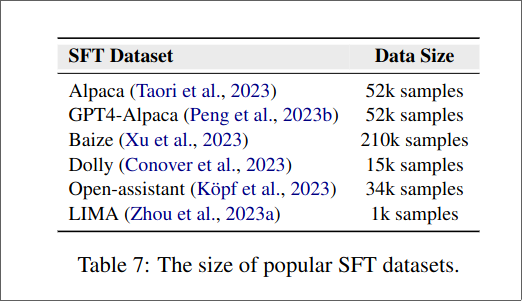 SFT Dataset Data Size
Alpaca (Taori et al., 2023) 52k samples
GPT4-Alpaca (Peng et al., 2023b) 52k samples
Baize (Xu et al., 2023) 210k samples
Dolly (Conover et al., 2023) 15k samples
Open-assistant (Köpf et al., 2023) 34k samples
LIMA (Zhou et al., 2023a) 1k samples
Table 7: The size of popular SFT datasets.